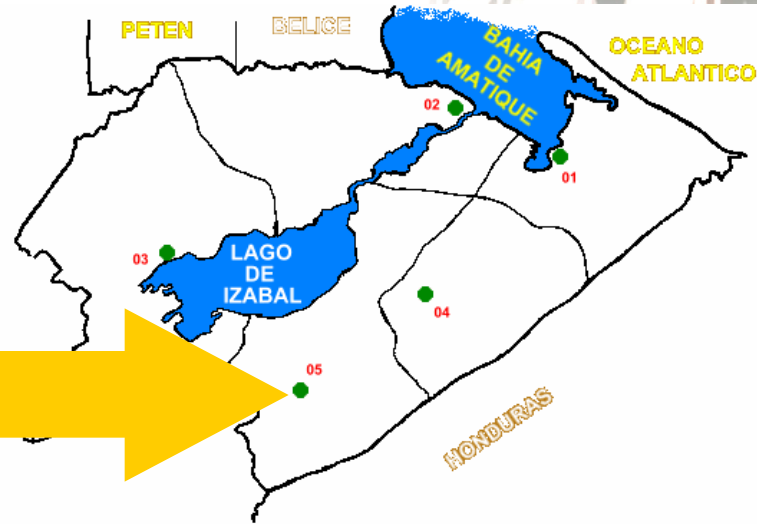 PETEN
BELICE
BAHIA
DE
AMATIQUE
OCEANO
ATLANTICO
02
01
03
LAGO
DE
IZABAL
04
05
HONDURAS